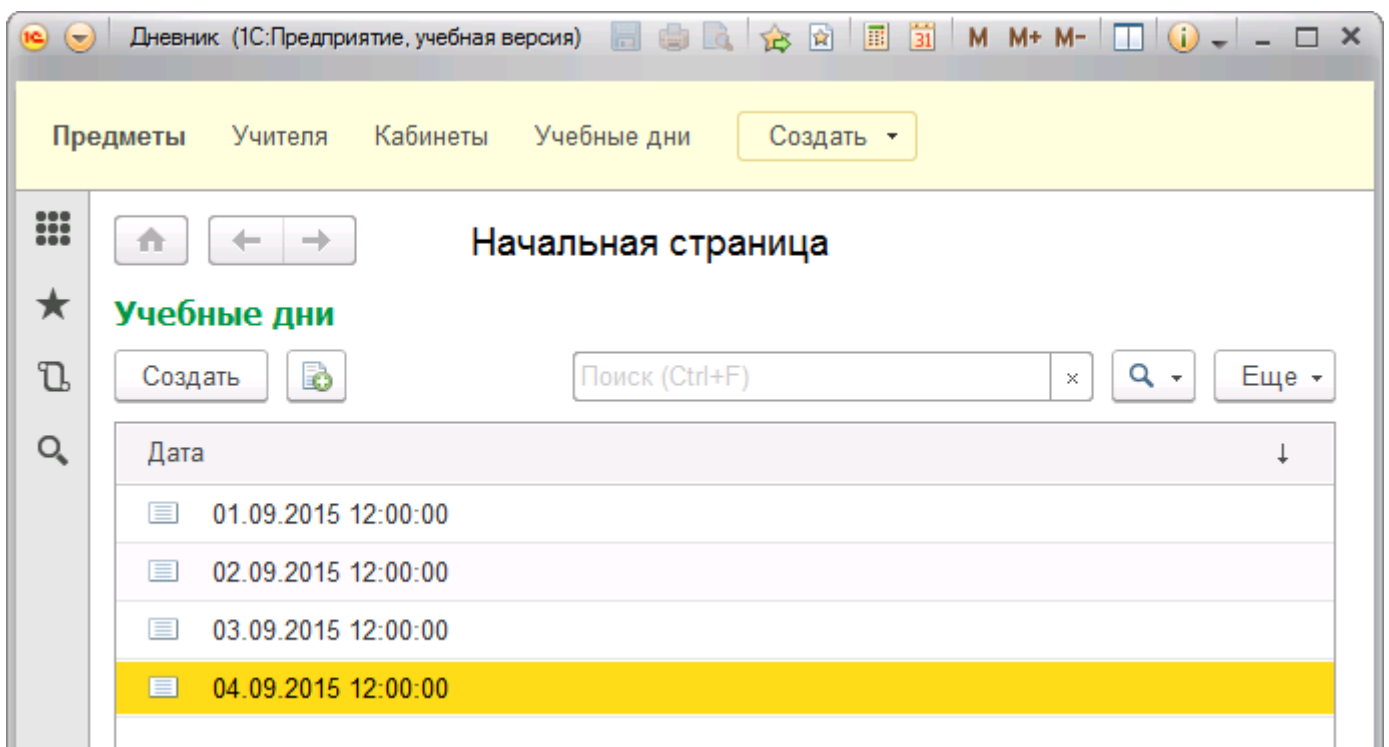 1С Дневник (1С:Предприятие, учебная версия) 31 M M+ M- i
Предметы Учителя Кабинеты Учебные дни Создать
Начальная страница
Учебные дни
Создать Поиск (Ctrl+F) × Еще
Дата ↓
01.09.2015 12:00:00
02.09.2015 12:00:00
03.09.2015 12:00:00
04.09.2015 12:00:00